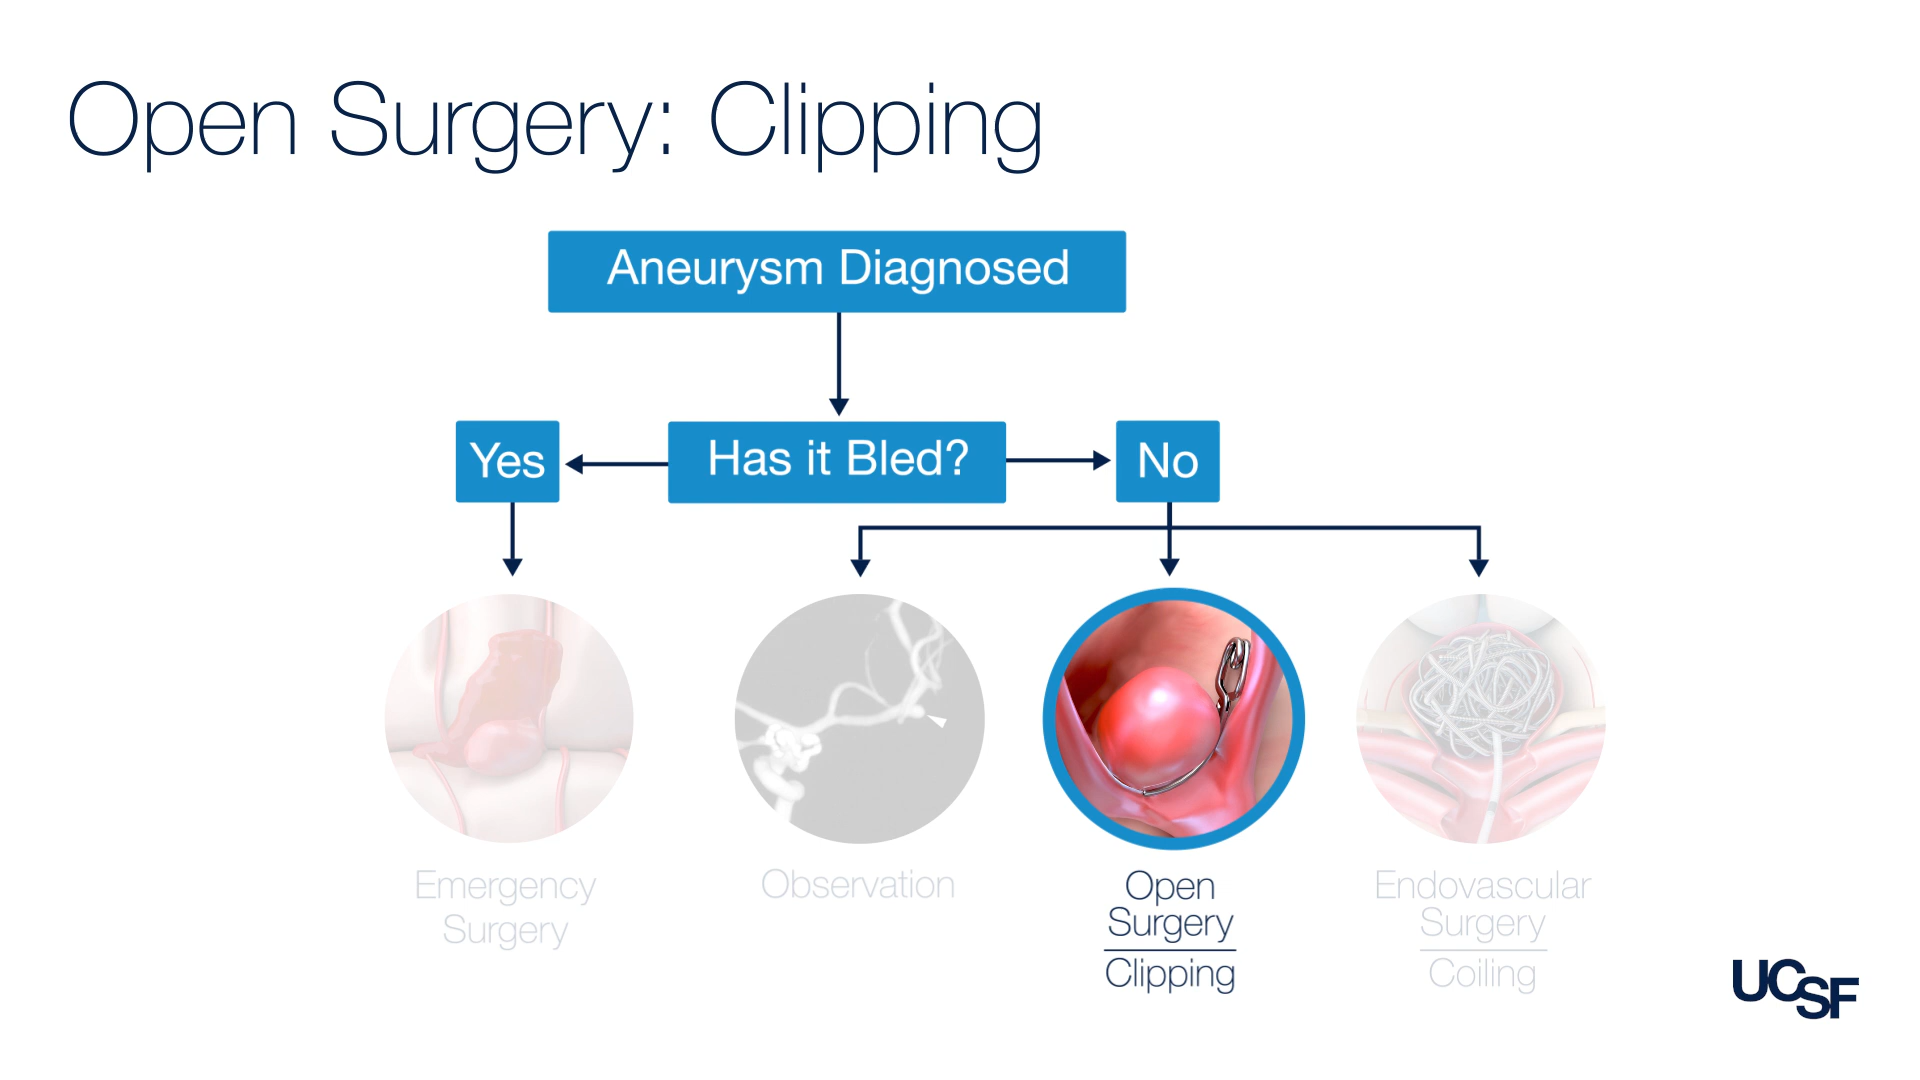 Open Surgery: Clipping
Aneurysm Diagnosed
Yes
Has it Bled?
No
Emergency
Surgery
Observation
Open
Surgery
Clipping
Endovascular
Surgery
Coiling
UCSF